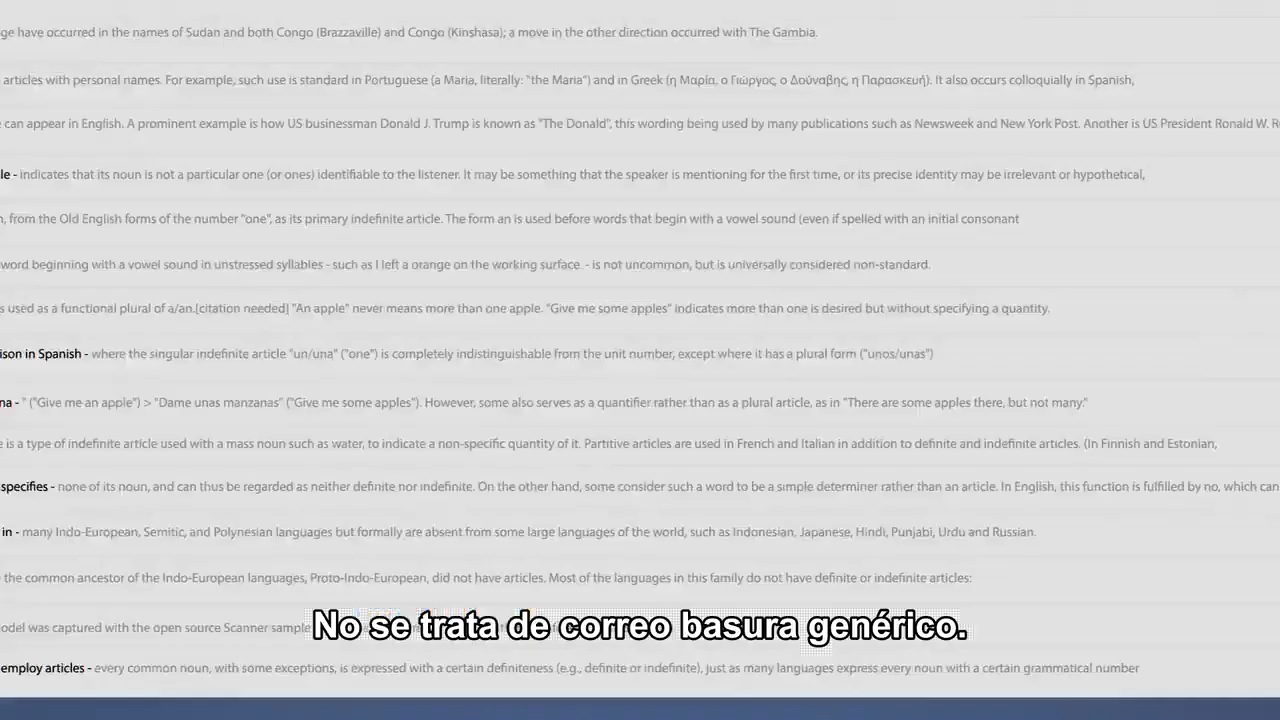 ge have occurred in the names of Sudan and both Congo (Brazzaville) and Congo (Kinshasa); a move in the other direction occurred with The Gambia.
articles with personal names. For example, such use is standard in Portuguese (a Maria, literally: "the Maria") and in Greek (η Μαρία, ο Γιώργος, ο Δούναβης, η Παρασκευή). It also occurs colloquially in Spanish,
can appear in English. A prominent example is how US businessman Donald J. Trump is known as "The Donald", this wording being used by many publications such as Newsweek and New York Post. Another is US President Ronald W. R
le - indicates that its noun is not a particular one (or ones) identifiable to the listener. It may be something that the speaker is mentioning for the first time, or its precise identity may be irrelevant or hypothetical,
n, from the Old English forms of the number "one", as its primary indefinite article. The form an is used before words that begin with a vowel sound (even if spelled with an initial consonant
word beginning with a vowel sound in unstressed syllables - such as I left a orange on the working surface. - is not uncommon, but is universally considered non-standard.
s used as a functional plural of a/an.[citation needed] "An apple" never means more than one apple. "Give me some apples" indicates more than one is desired but without specifying a quantity.
ison in Spanish - where the singular indefinite article "un/una" ("one") is completely indistinguishable from the unit number, except where it has a plural form ("unos/unas")
na - " ("Give me an apple") > "Dame unas manzanas" ("Give me some apples"). However, some also serves as a quantifier rather than as a plural article, as in "There are some apples there, but not many."
e is a type of indefinite article used with a mass noun such as water, to indicate a non-specific quantity of it. Partitive articles are used in French and Italian in addition to definite and indefinite articles. (In Finnish and Estonian,
specifies - none of its noun, and can thus be regarded as neither definite nor indefinite. On the other hand, some consider such a word to be a simple determiner rather than an article. In English, this function is fulfilled by no, which can
in - many Indo-European, Semitic, and Polynesian languages but formally are absent from some large languages of the world, such as Indonesian, Japanese, Hindi, Punjabi, Urdu and Russian.
the common ancestor of the Indo-European languages, Proto-Indo-European, did not have articles. Most of the languages in this family do not have definite or indefinite articles:
odel was captured with the open source Scanner sample
No se trata de correo basura genérico.
employ articles - every common noun, with some exceptions, is expressed with a certain definiteness (e.g., definite or indefinite), just as many languages express every noun with a certain grammatical number